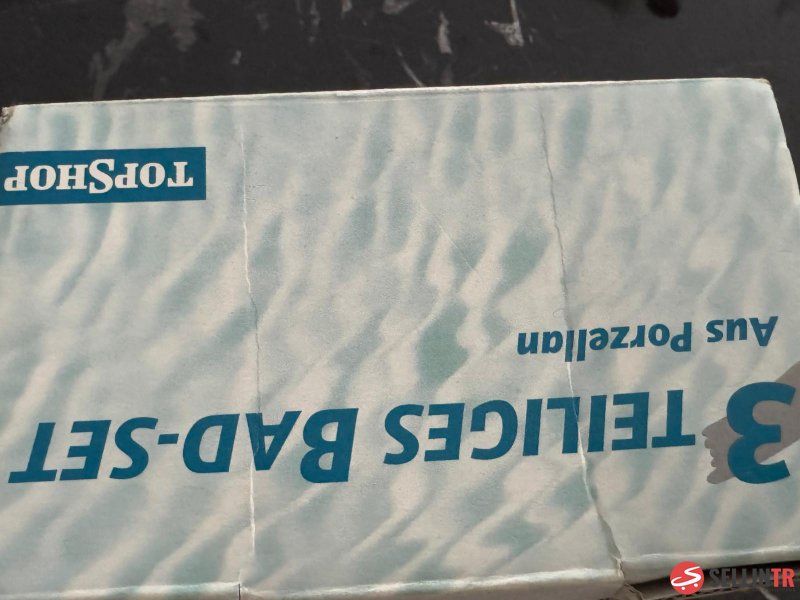 3 TEILIGES BAD-SET
Aus Porzellan
TOPSHOP
SELLINTR